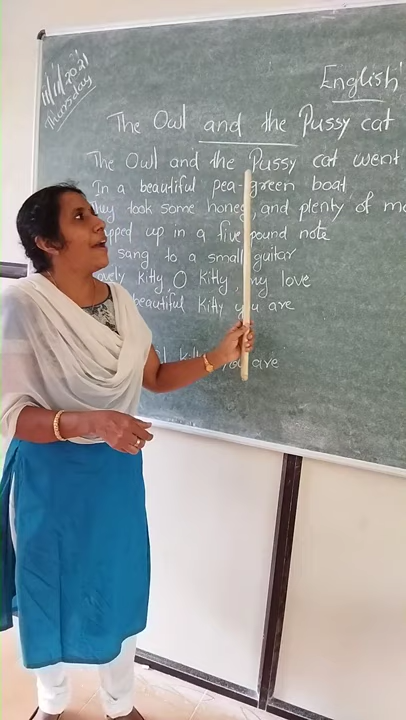 11/11/2021
Thursday
English
The Owl and the Pussy cat
The Owl and the Pussy cat went
In a beautiful pea-green boat
took some honey, and plenty of
up in a five pound note
sang to a small guitar
Kitty, O Kitty, my love
beautiful Kitty you are
you are